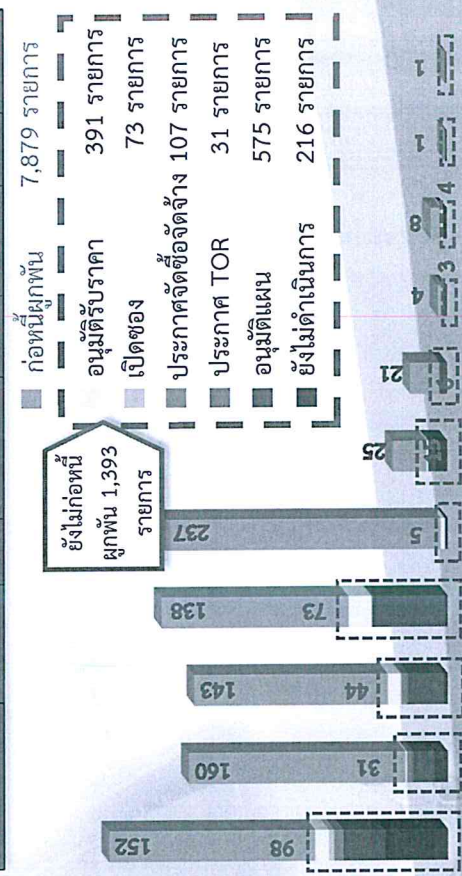 ก่อหนี้ผูกพัน 7,879 รายการ
อนุมัติรับราคา 391 รายการ
เปิดซอง 73 รายการ
ประกาศจัดซื้อจัดจ้าง 107 รายการ
ประกาศ TOR 31 รายการ
อนุมัติแผน 575 รายการ
ยังไม่ดำเนินการ 216 รายการ
ยังไม่ก่อหนี้
ผูกพัน 1,393
รายการ
152
98
160
31
143
44
138
73
237
5
25
21
4
3
8
4
1
1